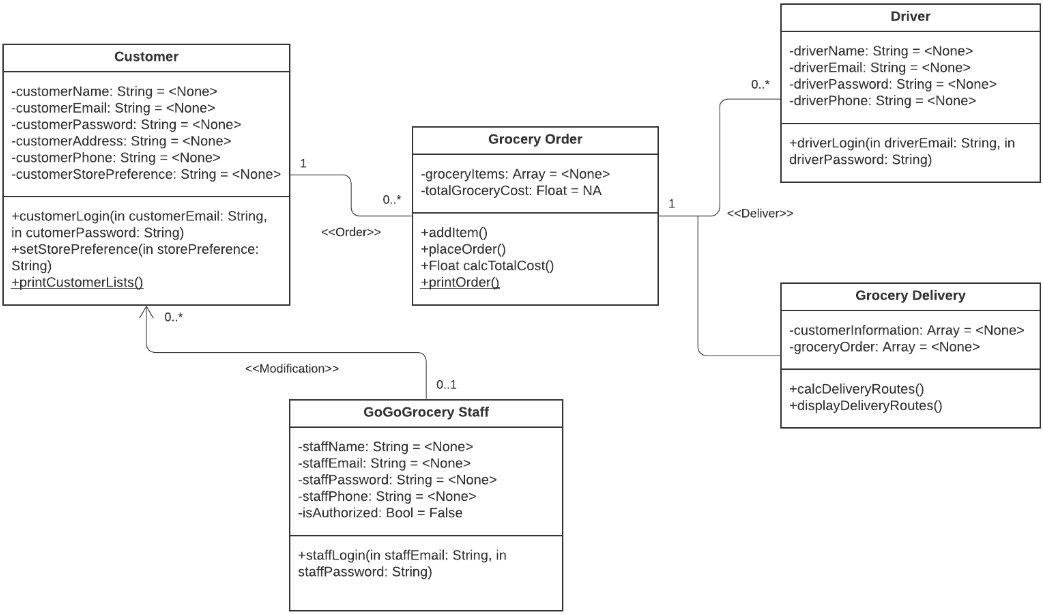 Customer
-customerName: String = <None>
-customerEmail: String = <None>
-customerPassword: String = <None>
-customerAddress: String = <None>
-customerPhone: String = <None>
-customerStorePreference: String = <None>
+customerLogin(in customerEmail: String,
in cutomerPassword: String)
+setStorePreference(in storePreference:
String)
+printCustomerLists()
1
0..*
<<Order>>
Grocery Order
-groceryItems: Array = <None>
-totalGroceryCost: Float = NA
+addItem()
+placeOrder()
+Float calcTotalCost()
+printOrder()
1
0..*
<<Deliver>>
Driver
-driverName: String = <None>
-driverEmail: String = <None>
-driverPassword: String = <None>
-driverPhone: String = <None>
+driverLogin(in driverEmail: String, in
driverPassword: String)
Grocery Delivery
-customerInformation: Array = <None>
-groceryOrder: Array = <None>
+calcDeliveryRoutes()
+displayDeliveryRoutes()
0..*
<<Modification>>
0..1
GoGoGrocery Staff
-staffName: String = <None>
-staffEmail: String = <None>
-staffPassword: String = <None>
-staffPhone: String = <None>
-isAuthorized: Bool = False
+staffLogin(in staffEmail: String, in
staffPassword: String)